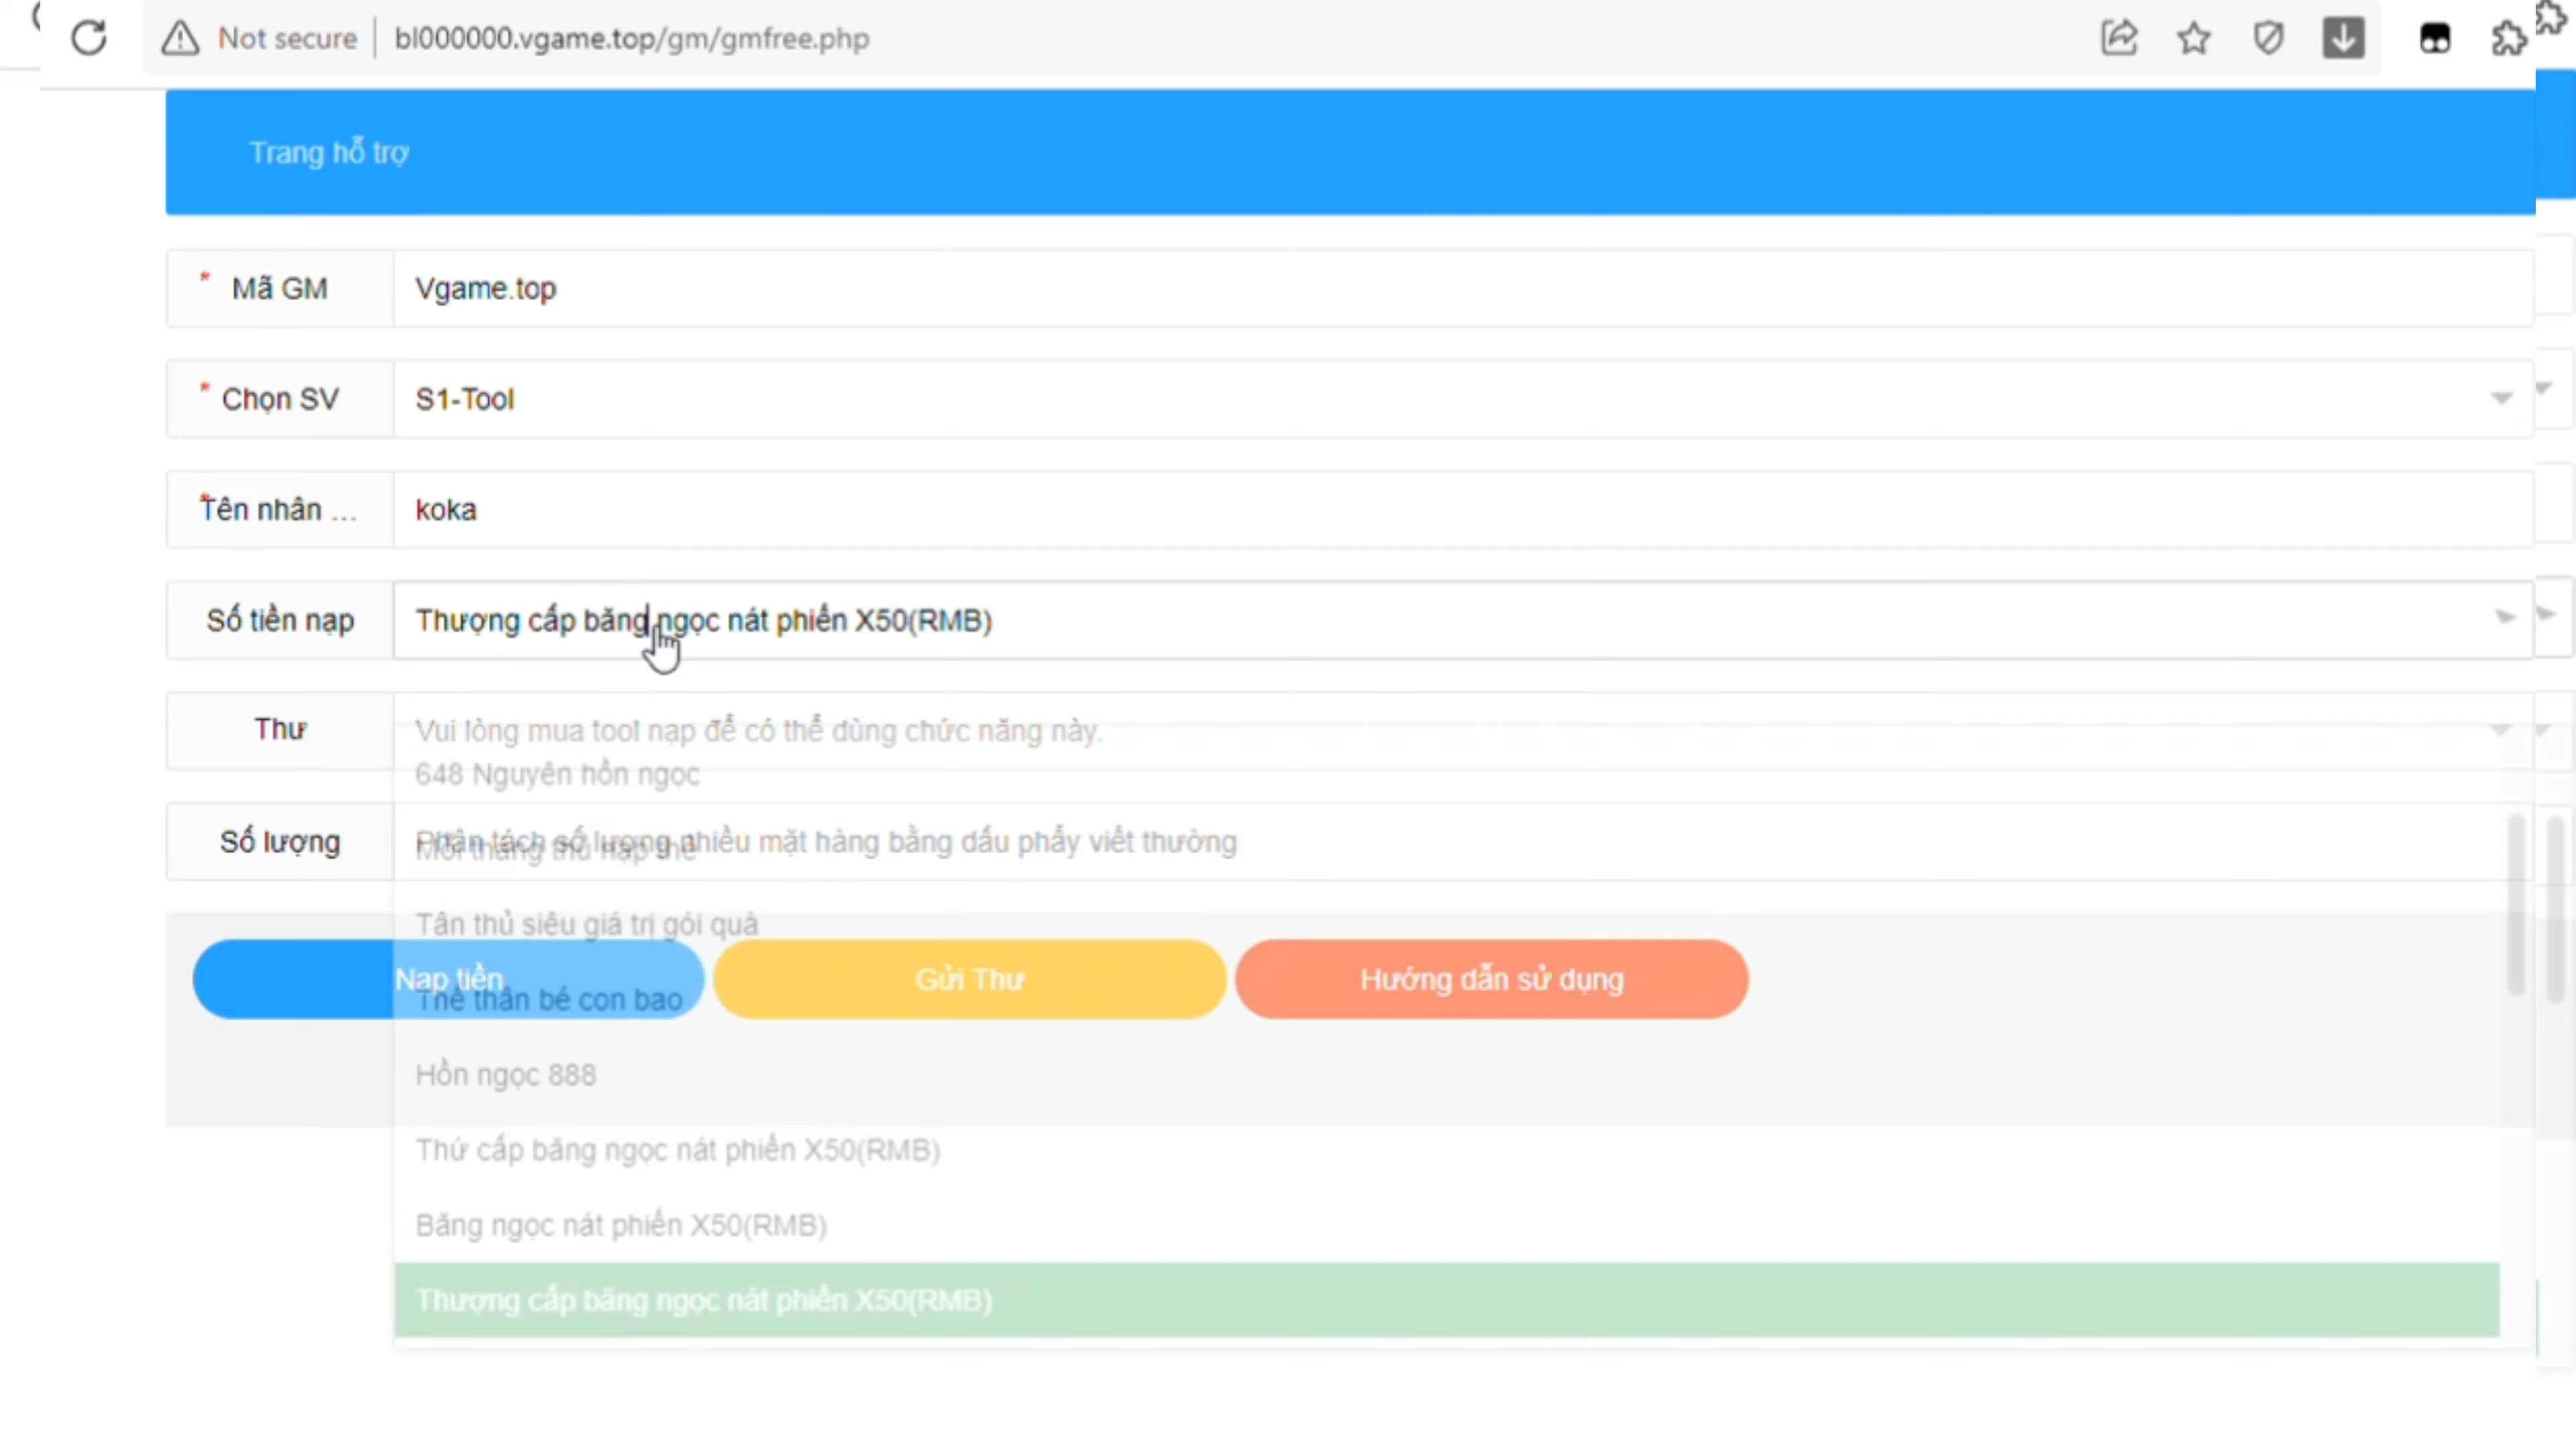 Not secure
bl000000.vgame.top/gm/gmfree.php
Trang hỗ trợ
* Mã GM
Vgame.top
* Chọn SV
S1-Tool
* Tên nhân ...
koka
Số tiền nạp
Thượng cấp băng ngọc nát phiến X50(RMB)
Thư
Vui lòng mua tool nạp để có thể dùng chức năng này.
648 Nguyên hồn ngọc
Số lượng
Phân tách số lượng nhiều mặt hàng bằng dấu phẩy viết thường
Tân thủ siêu giá trị gói quà
Nạp tiền
Gửi Thư
Hướng dẫn sử dụng
Thẻ thân bé con bao
Hồn ngọc 888
Thứ cấp băng ngọc nát phiến X50(RMB)
Băng ngọc nát phiến X50(RMB)
Thượng cấp băng ngọc nát phiến X50(RMB)